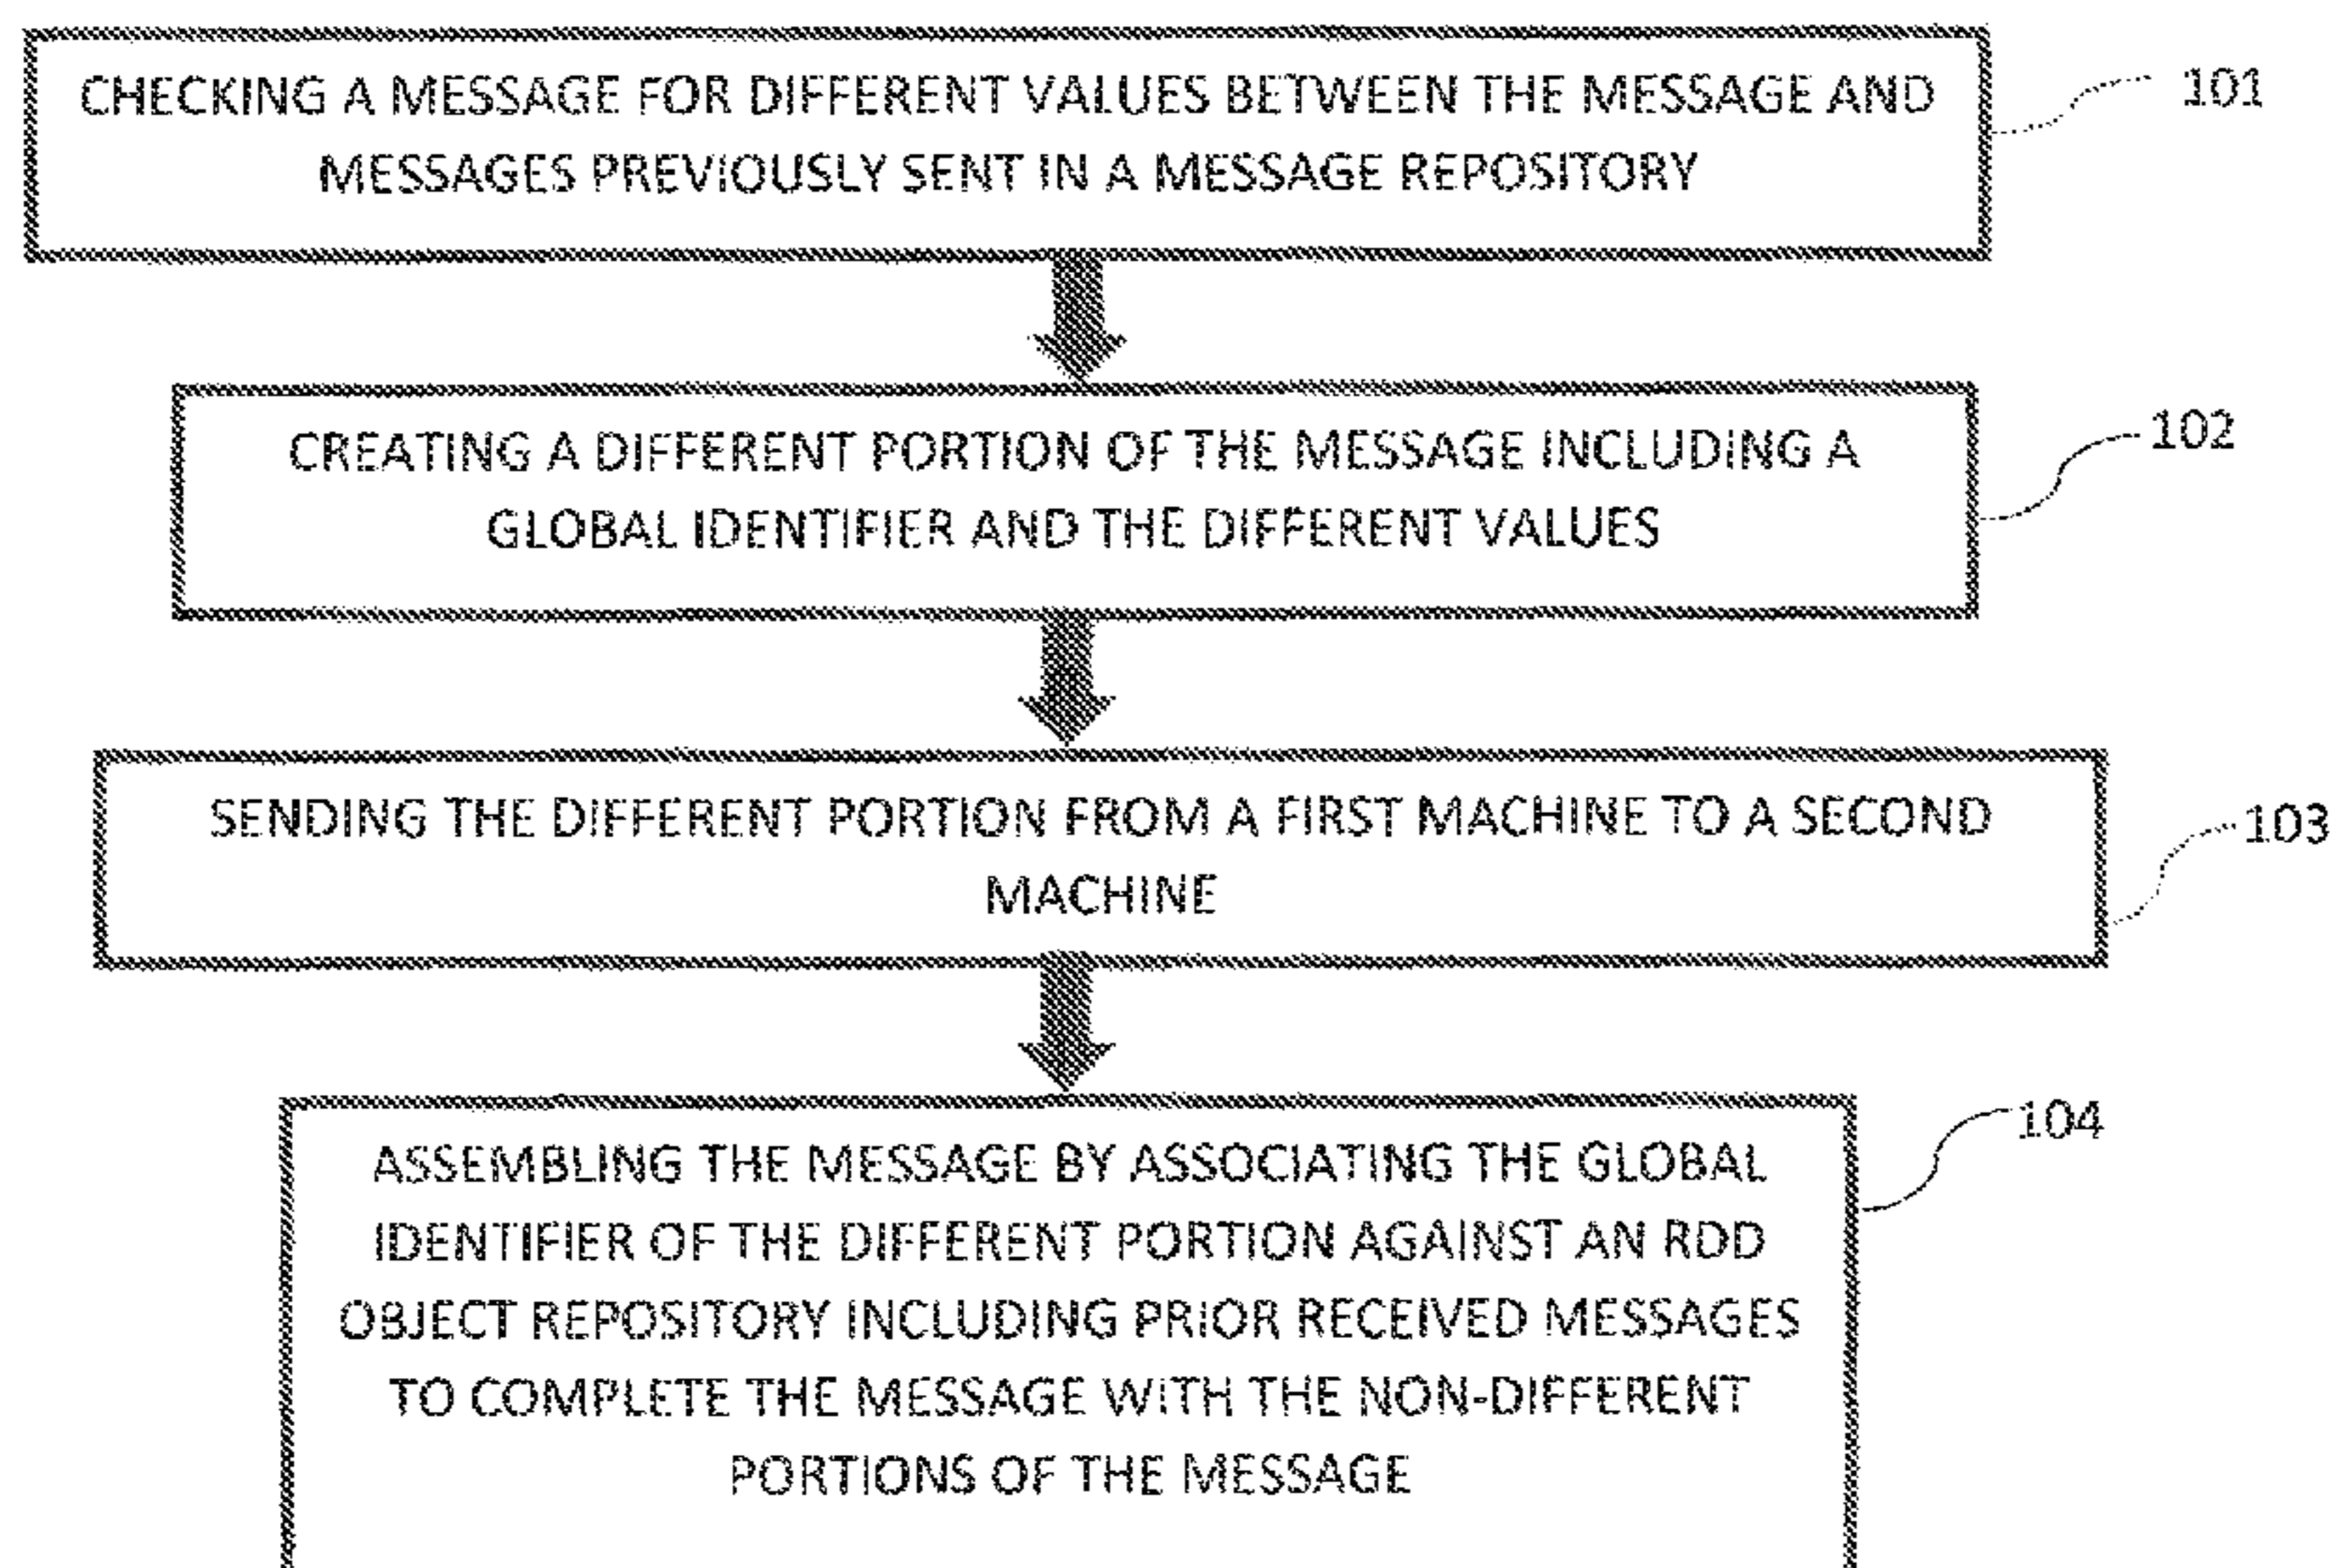 CHECKING A MESSAGE FOR DIFFERENT VALUES BETWEEN THE MESSAGE AND
MESSAGES PREVIOUSLY SENT IN A MESSAGE REPOSITORY
101
CREATING A DIFFERENT PORTION OF THE MESSAGE INCLUDING A
GLOBAL IDENTIFIER AND THE DIFFERENT VALUES
102
SENDING THE DIFFERENT PORTION FROM A FIRST MACHINE TO A SECOND
MACHINE
103
ASSEMBLING THE MESSAGE BY ASSOCIATING THE GLOBAL
IDENTIFIER OF THE DIFFERENT PORTION AGAINST AN RDD
OBJECT REPOSITORY INCLUDING PRIOR RECEIVED MESSAGES
TO COMPLETE THE MESSAGE WITH THE NON-DIFFERENT
PORTIONS OF THE MESSAGE
104